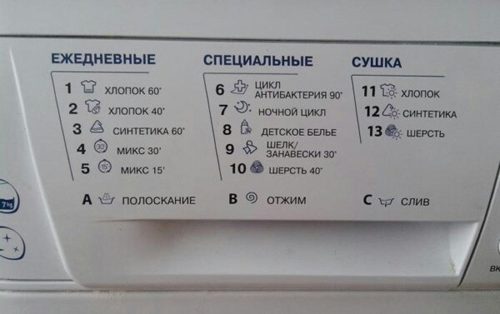 ЕЖЕДНЕВНЫЕ
1 ХЛОПОК 60˚
2 ХЛОПОК 40˚
3 СИНТЕТИКА 60˚
4 МИКС 30'
5 МИКС 15'
A ПОЛОСКАНИЕ
СПЕЦИАЛЬНЫЕ
6 ЦИКЛ
АНТИБАКТЕРИЯ 90˚
7 НОЧНОЙ ЦИКЛ
8 ДЕТСКОЕ БЕЛЬЕ
9 ШЕЛК/
ЗАНАВЕСКИ 30˚
10 ШЕРСТЬ 40˚
B ОТЖИМ
СУШКА
11 ХЛОПОК
12 СИНТЕТИКА
13 ШЕРСТЬ
C СЛИВ
7kg